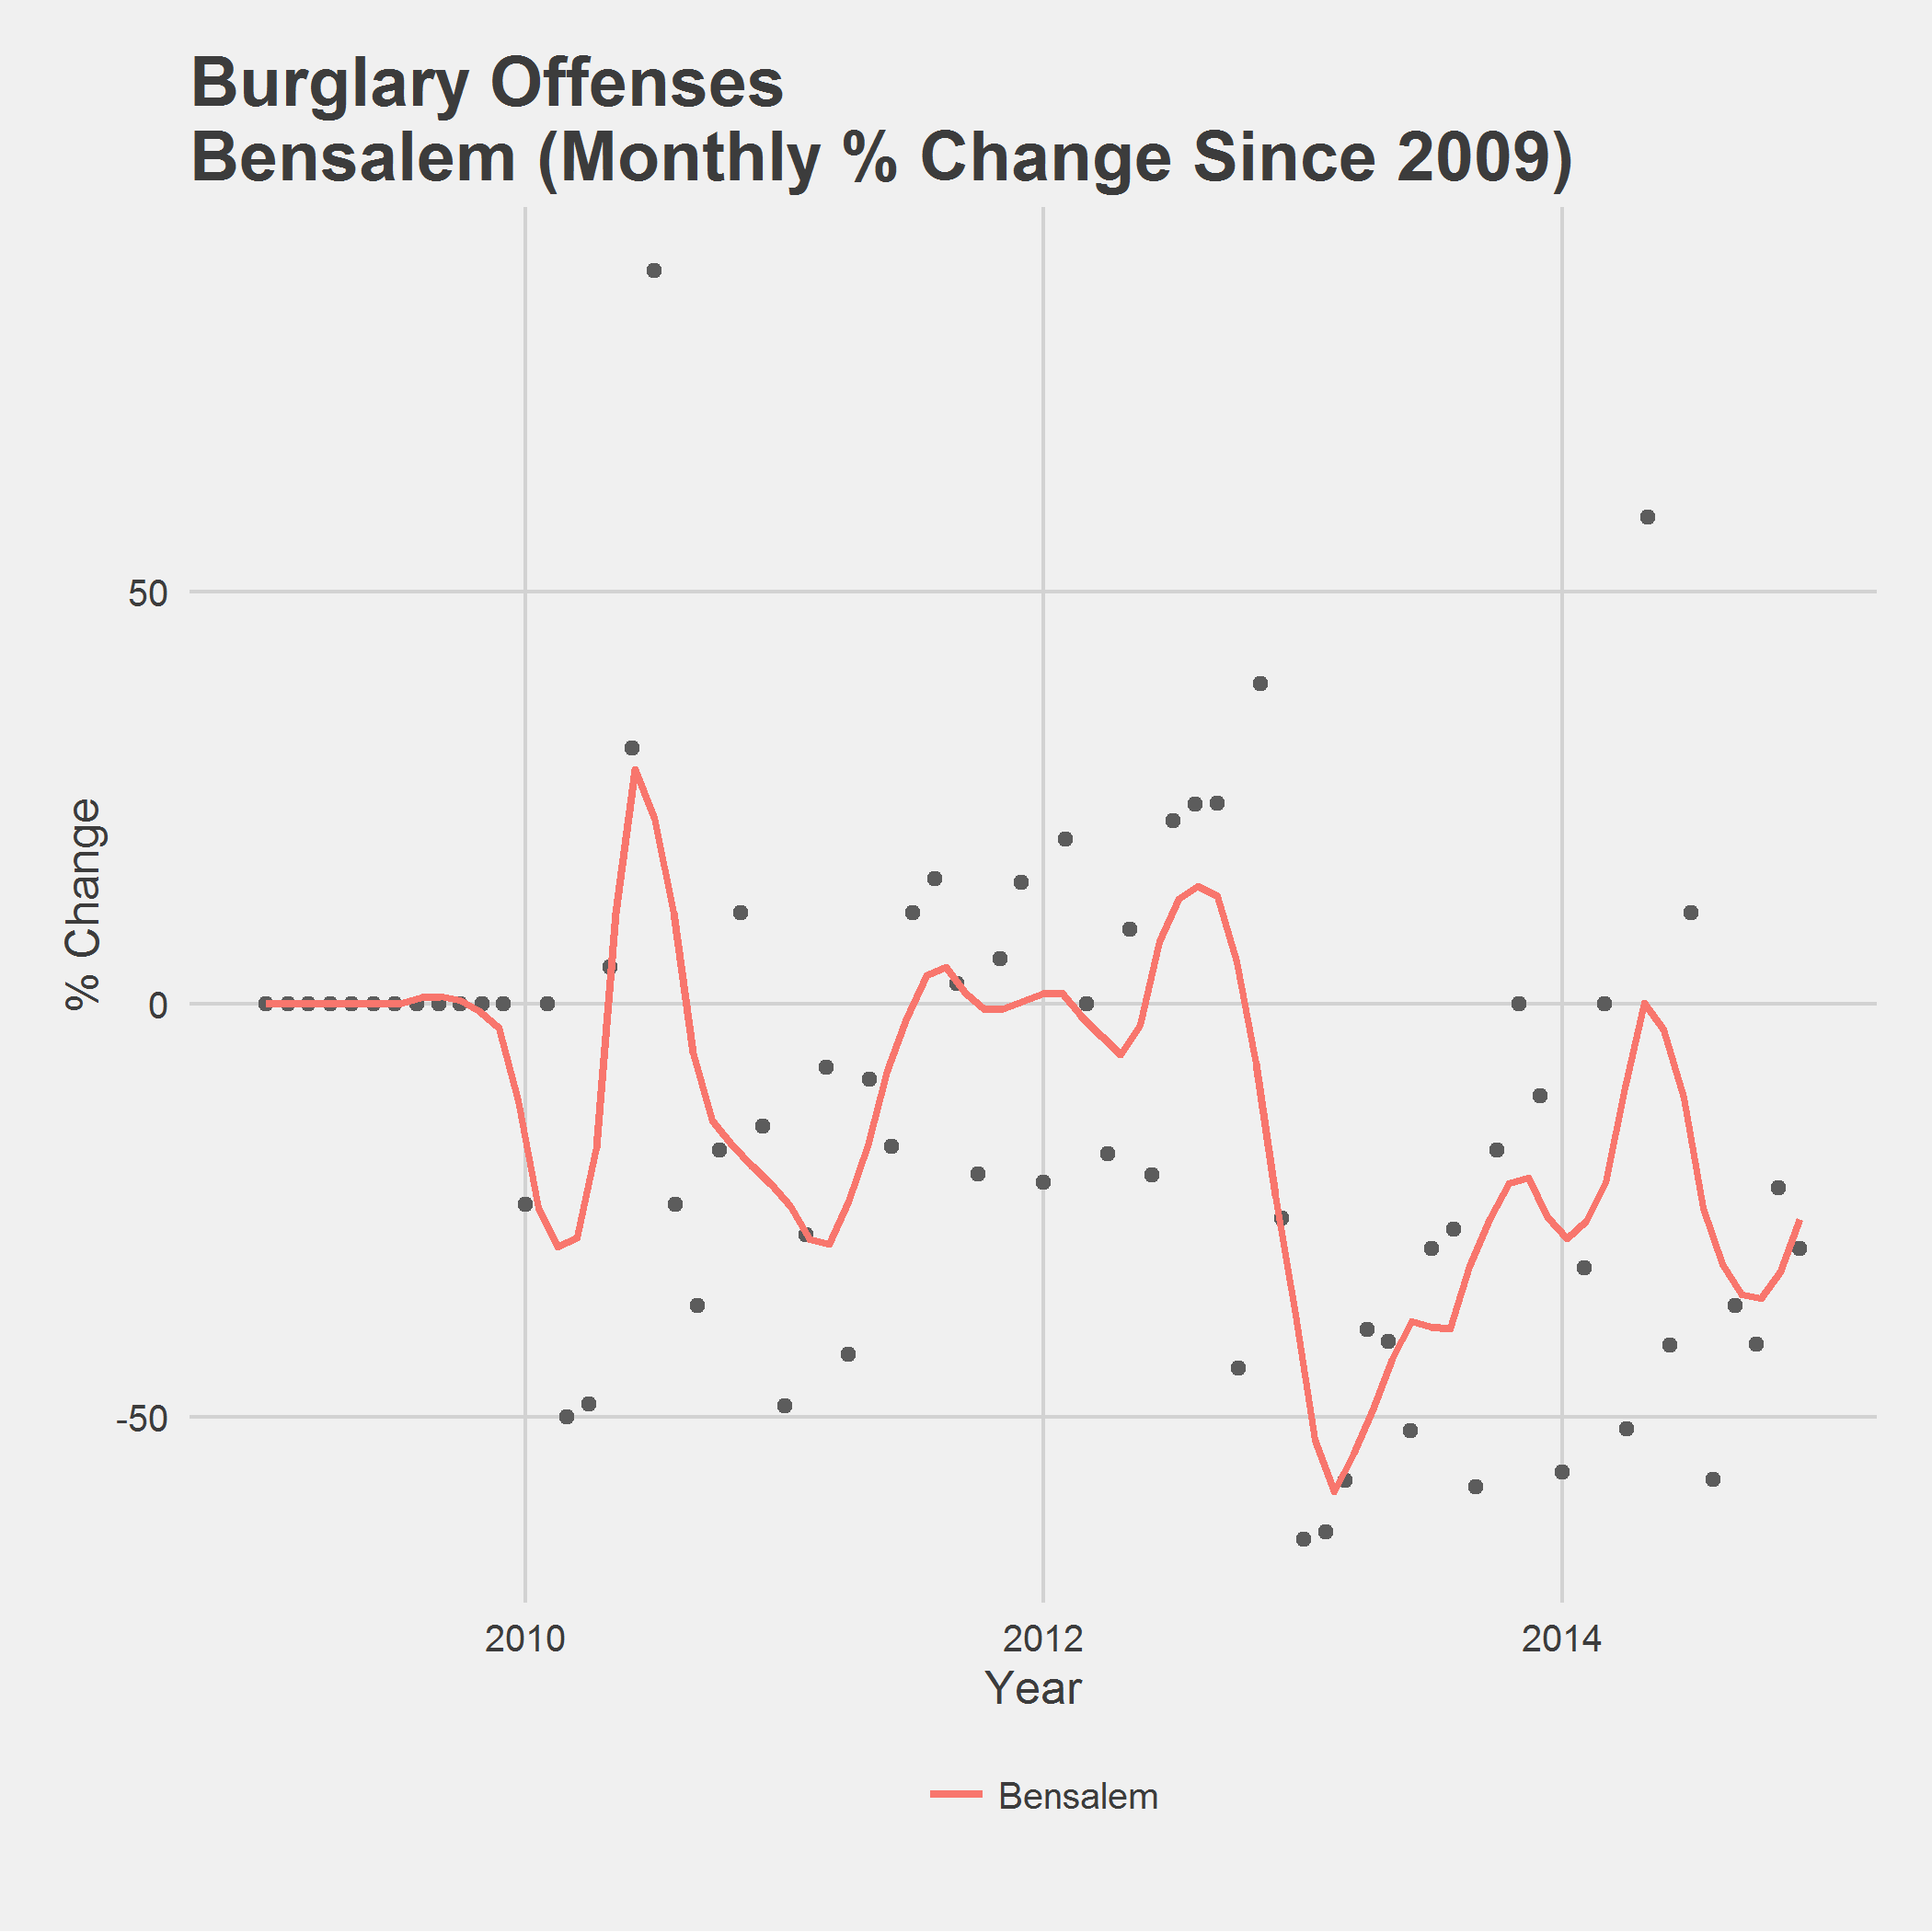 Burglary Offenses
Bensalem (Monthly % Change Since 2009)
% Change
50
0
-50
2010 2012 2014
Year
Bensalem